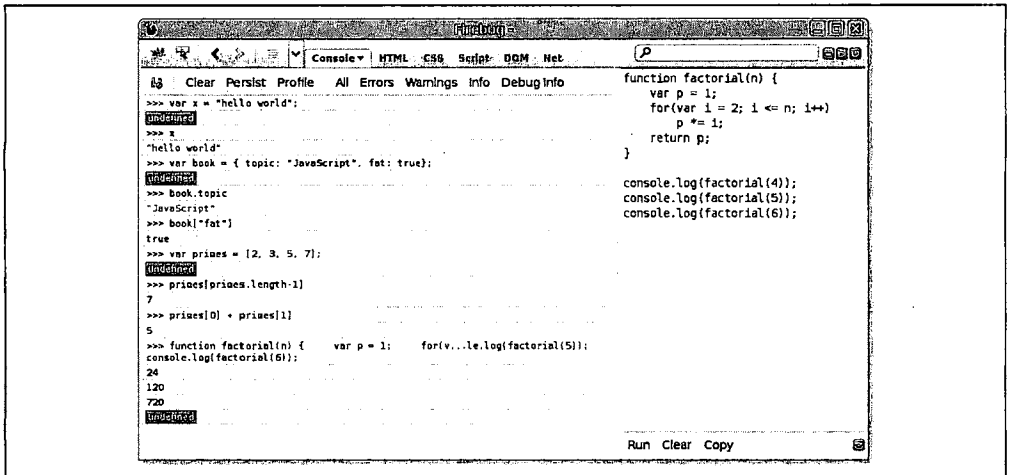 Firebug -
Console HTML CSS Script DOM Net
Clear Persist Profile All Errors Warnings Info Debug Info
>>> var x = "hello world";
undefined
>>> x
"hello world"
>>> var book = { topic: "JavaScript", fat: true};
undefined
>>> book.topic
"JavaScript"
>>> book["fat"]
true
>>> var primes = [2, 3, 5, 7];
undefined
>>> primes[primes.length-1]
7
>>> primes[0] + primes[1]
5
>>> function factorial(n) { var p = 1; for(v...le.log(factorial(5));
console.log(factorial(6));
24
120
720
undefined
function factorial(n) {
var p = 1;
for(var i = 2; i <= n; i++)
p *= i;
return p;
}
console.log(factorial(4));
console.log(factorial(5));
console.log(factorial(6));
Run Clear Copy